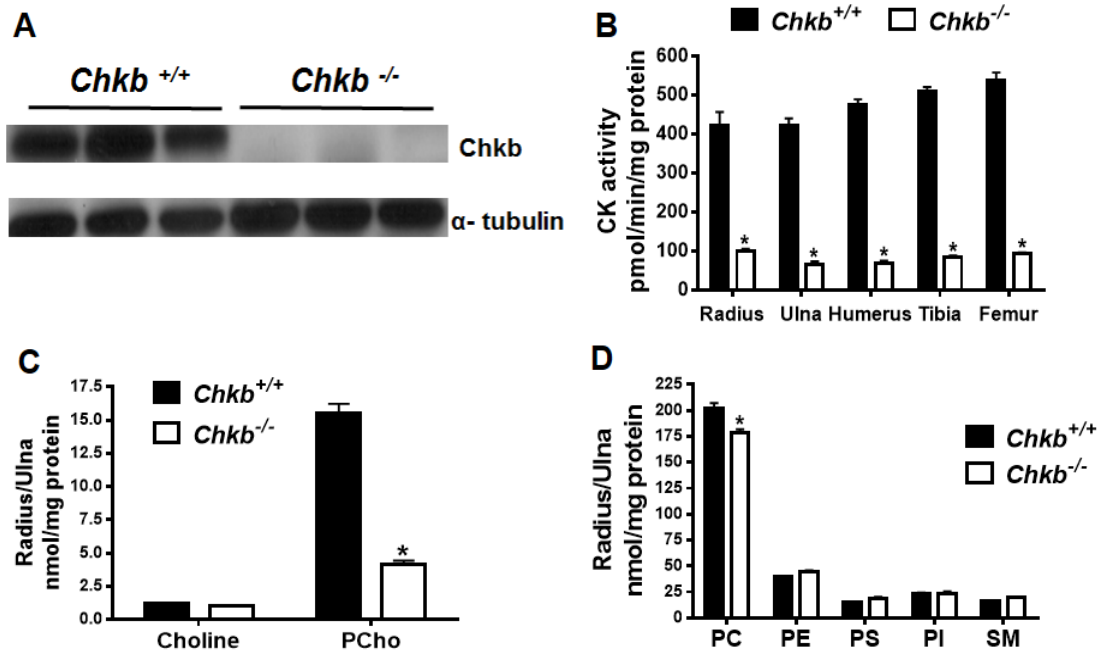 A
Chkb +/+ Chkb -/-
Chkb
α- tubulin
B
Chkb+/+ Chkb-/-
CK activity
pmol/min/mg protein
600
500
400
300
200
100
0
* * * * *
Radius Ulna Humerus Tibia Femur
C
Chkb+/+
Chkb-/-
Radius/Ulna
nmol/mg protein
17.5
15.0
12.5
10.0
7.5
5.0
2.5
0.0
*
Choline PCho
D
Chkb+/+
Chkb-/-
Radius/Ulna
nmol/mg protein
225
200
175
150
125
100
75
50
25
0
*
PC PE PS PI SM